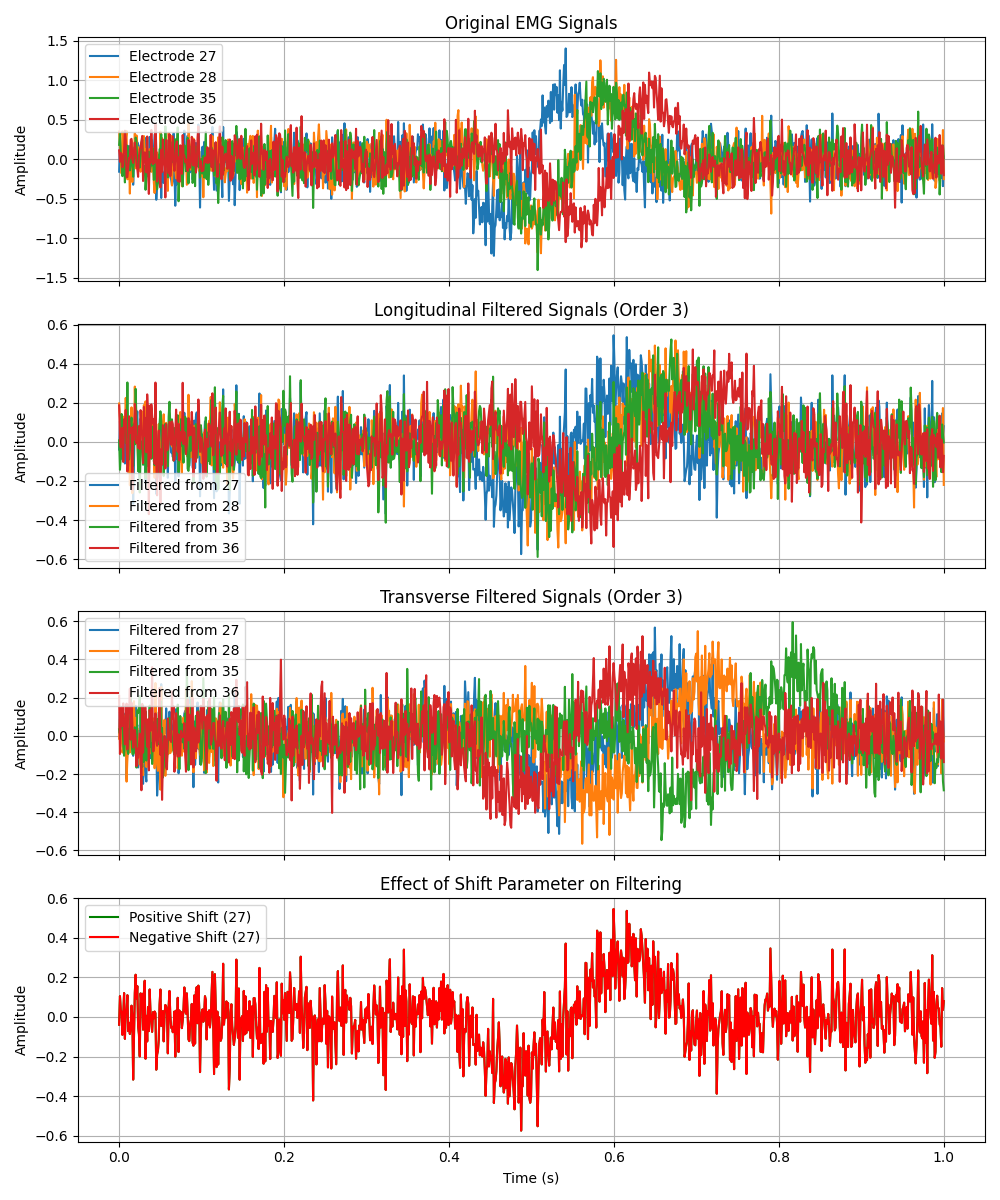 Original EMG Signals
1.5
1.0
0.5
0.0
−0.5
−1.0
−1.5
Amplitude
Electrode 27
Electrode 28
Electrode 35
Electrode 36
Longitudinal Filtered Signals (Order 3)
0.6
0.4
0.2
0.0
−0.2
−0.4
−0.6
Amplitude
Filtered from 27
Filtered from 28
Filtered from 35
Filtered from 36
Transverse Filtered Signals (Order 3)
0.6
0.4
0.2
0.0
−0.2
−0.4
−0.6
Amplitude
Filtered from 27
Filtered from 28
Filtered from 35
Filtered from 36
Effect of Shift Parameter on Filtering
0.6
0.4
0.2
0.0
−0.2
−0.4
−0.6
Amplitude
Positive Shift (27)
Negative Shift (27)
0.0 0.2 0.4 0.6 0.8 1.0
Time (s)